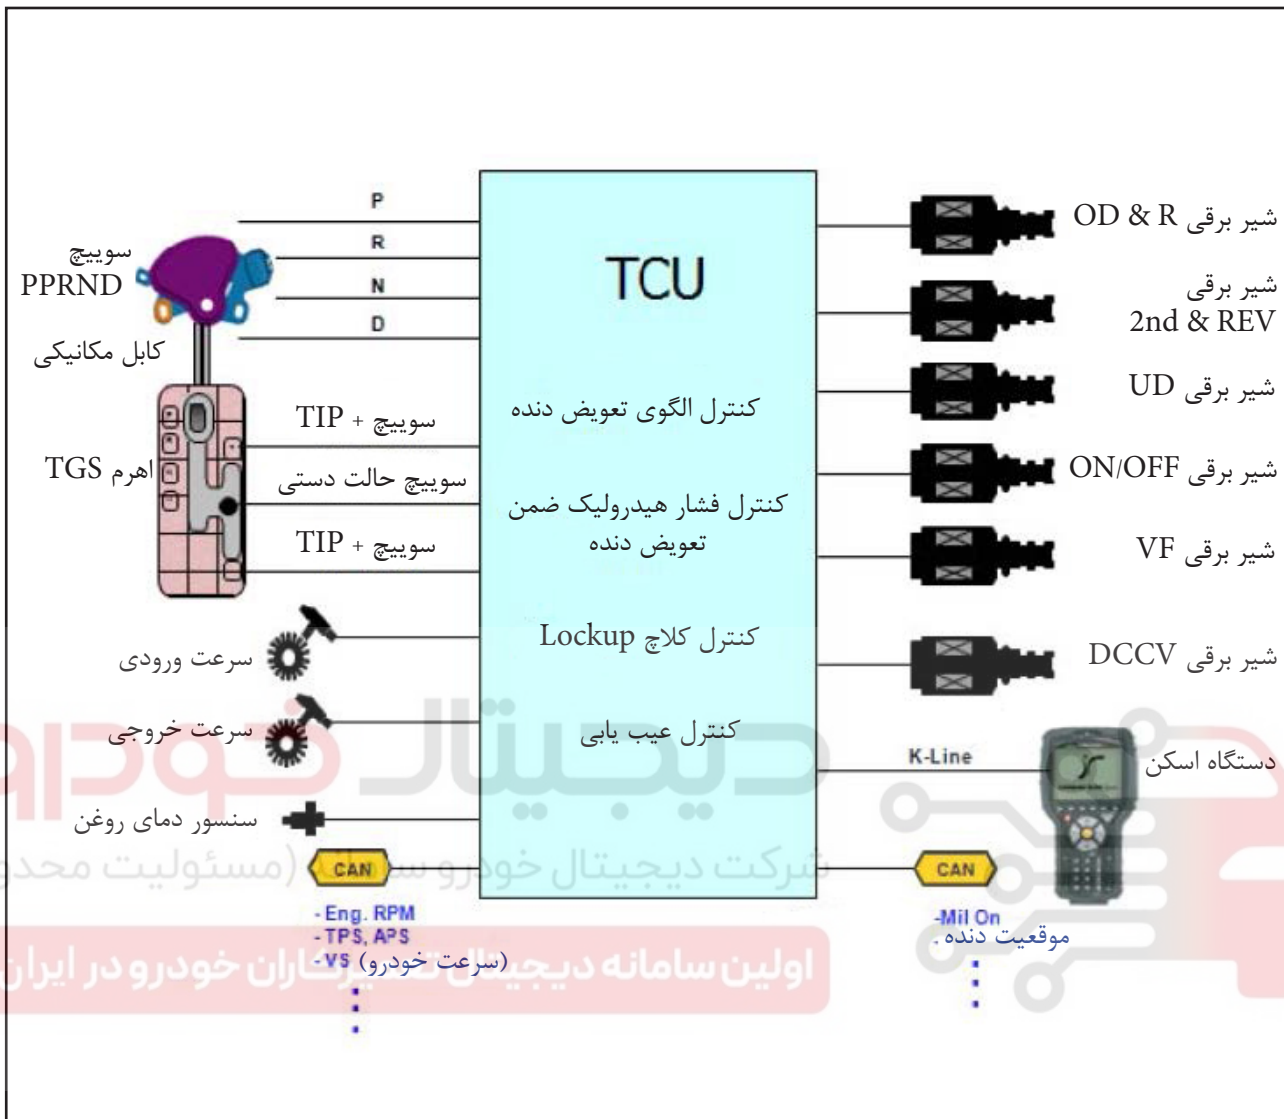 P
R
N
D
سوییچ
PPRND
کابل مکانیکی
سوییچ + TIP
اهرم TGS
سوییچ حالت دستی
سوییچ + TIP
سرعت ورودی
سرعت خروجی
سنسور دمای روغن
CAN
- Eng. RPM
- TPS, APS
- VS (سرعت خودرو)
TCU
کنترل الگوی تعویض دنده
کنترل فشار هیدرولیک ضمن
تعویض دنده
کنترل کلاچ Lockup
کنترل عیب یابی
شیر برقی OD & R
شیر برقی
2nd & REV
شیر برقی UD
شیر برقی ON/OFF
شیر برقی VF
شیر برقی DCCV
K-Line
دستگاه اسکن
CAN
-Mil On
موقعیت دنده
دیجیتال خودرو
شرکت دیجیتال خودرو سامانه (مسئولیت محدو
اولین سامانه دیجیتال تعمیرکاران خودرو در ایران